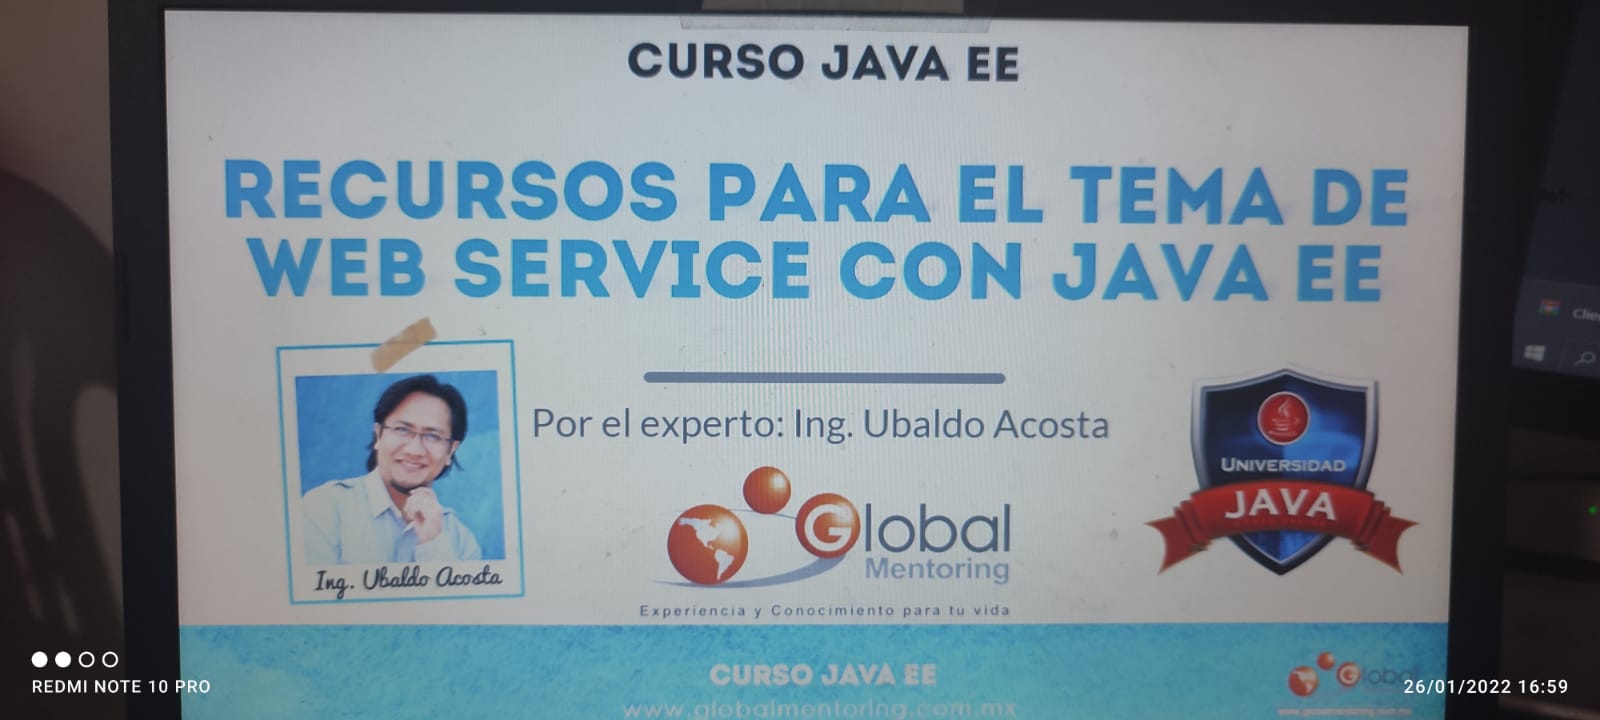 CURSO JAVA EE
RECURSOS PARA EL TEMA DE
WEB SERVICE CON JAVA EE
Por el experto: Ing. Ubaldo Acosta
Ing. Ubaldo Acosta
Global
Mentoring
Experiencia y Conocimiento para tu vida
UNIVERSIDAD
JAVA
CURSO JAVA EE
www.globalmentoring.com.mx
Global
REDMI NOTE 10 PRO
26/01/2022 16:59